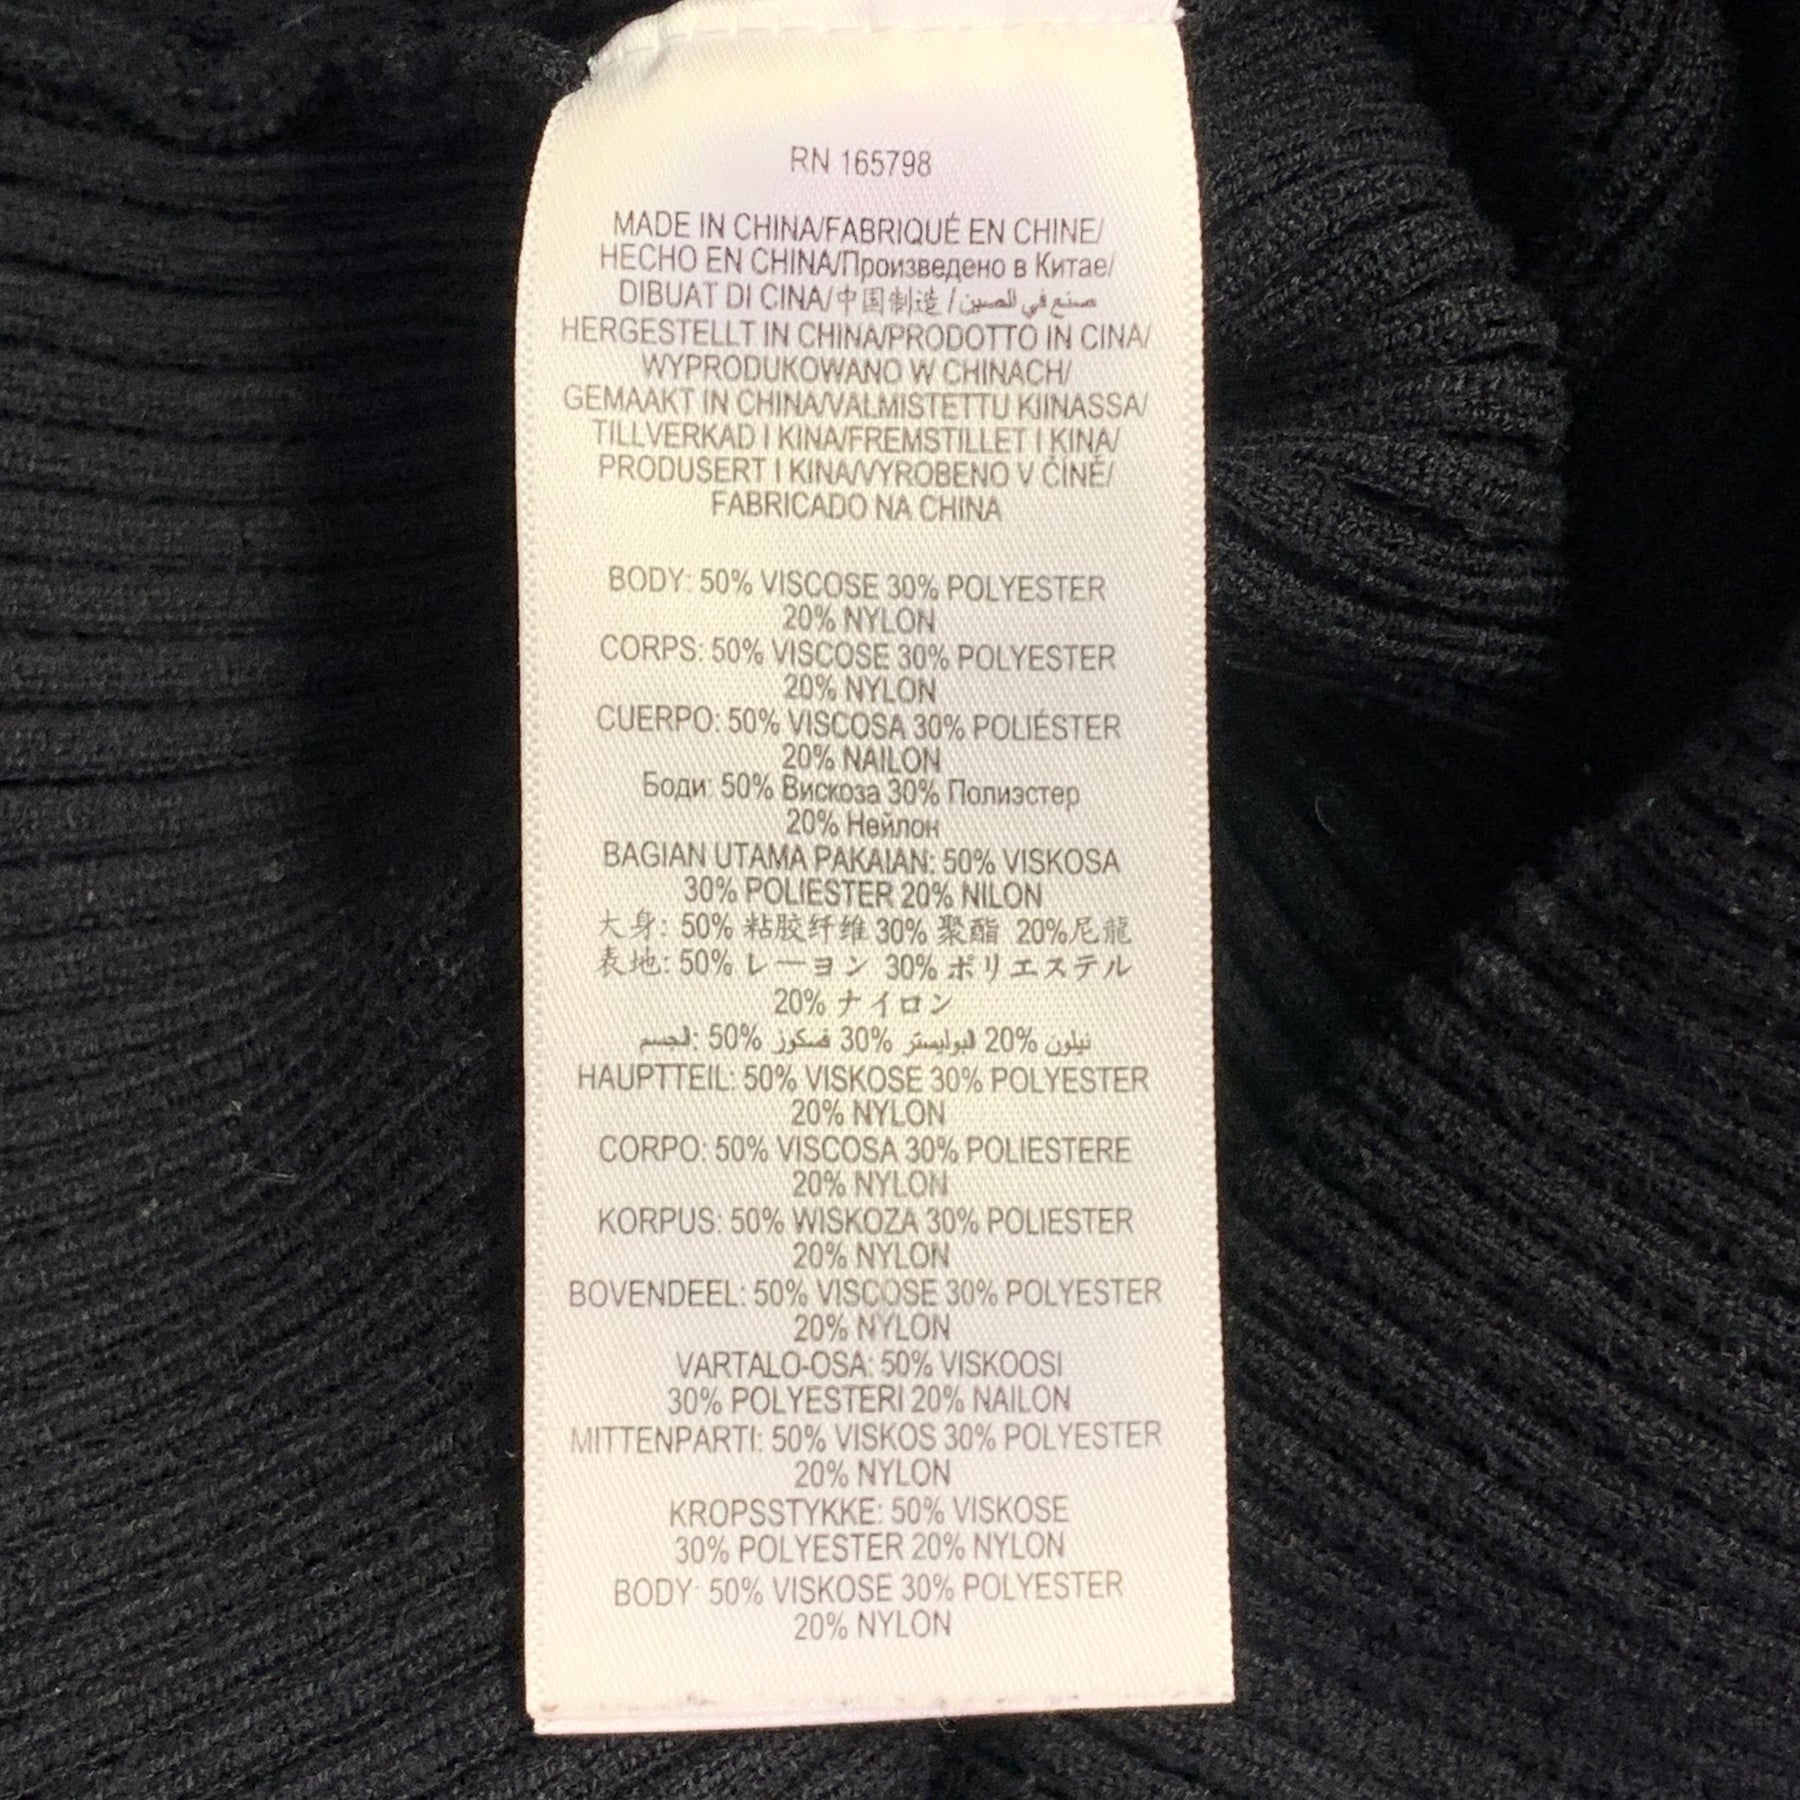 RN 165798
MADE IN CHINA/FABRIQUÉ EN CHINE/
HECHO EN CHINA/Произведено в Китае/
DIBUAT DI CINA/中国制造/صنع في الصين
HERGESTELLT IN CHINA/PRODOTTO IN CINA/
WYPRODUKOWANO W CHINACH/
GEMAAKT IN CHINA/VALMISTETTU KIINASSA/
TILLVERKAD I KINA/FREMSTILLET I KINA/
PRODUSERT I KINA/VYROBENO V ČÍNĚ/
FABRICADO NA CHINA
BODY: 50% VISCOSE 30% POLYESTER
20% NYLON
CORPS: 50% VISCOSE 30% POLYESTER
20% NYLON
CUERPO: 50% VISCOSA 30% POLIÉSTER
20% NAILON
Боди: 50% Вискоза 30% Полиэстер
20% Нейлон
BAGIAN UTAMA PAKAIAN: 50% VISKOSA
30% POLIESTER 20% NILON
大身: 50% 粘胶纤维 30% 聚酯 20%尼龍
表地: 50% レーヨン 30% ポリエステル
20% ナイロン
الجسم: 50% فسكوز 30% البوليستر 20% نيلون
HAUPTTEIL: 50% VISKOSE 30% POLYESTER
20% NYLON
CORPO: 50% VISCOSA 30% POLIESTERE
20% NYLON
KORPUS: 50% WISKOZA 30% POLIESTER
20% NYLON
BOVENDEEL: 50% VISCOSE 30% POLYESTER
20% NYLON
VARTALO-OSA: 50% VISKOOSI
30% POLYESTERI 20% NAILON
MITTENPARTI: 50% VISKOS 30% POLYESTER
20% NYLON
KROPSSTYKKE: 50% VISKOSE
30% POLYESTER 20% NYLON
BODY: 50% VISKOSE 30% POLYESTER
20% NYLON